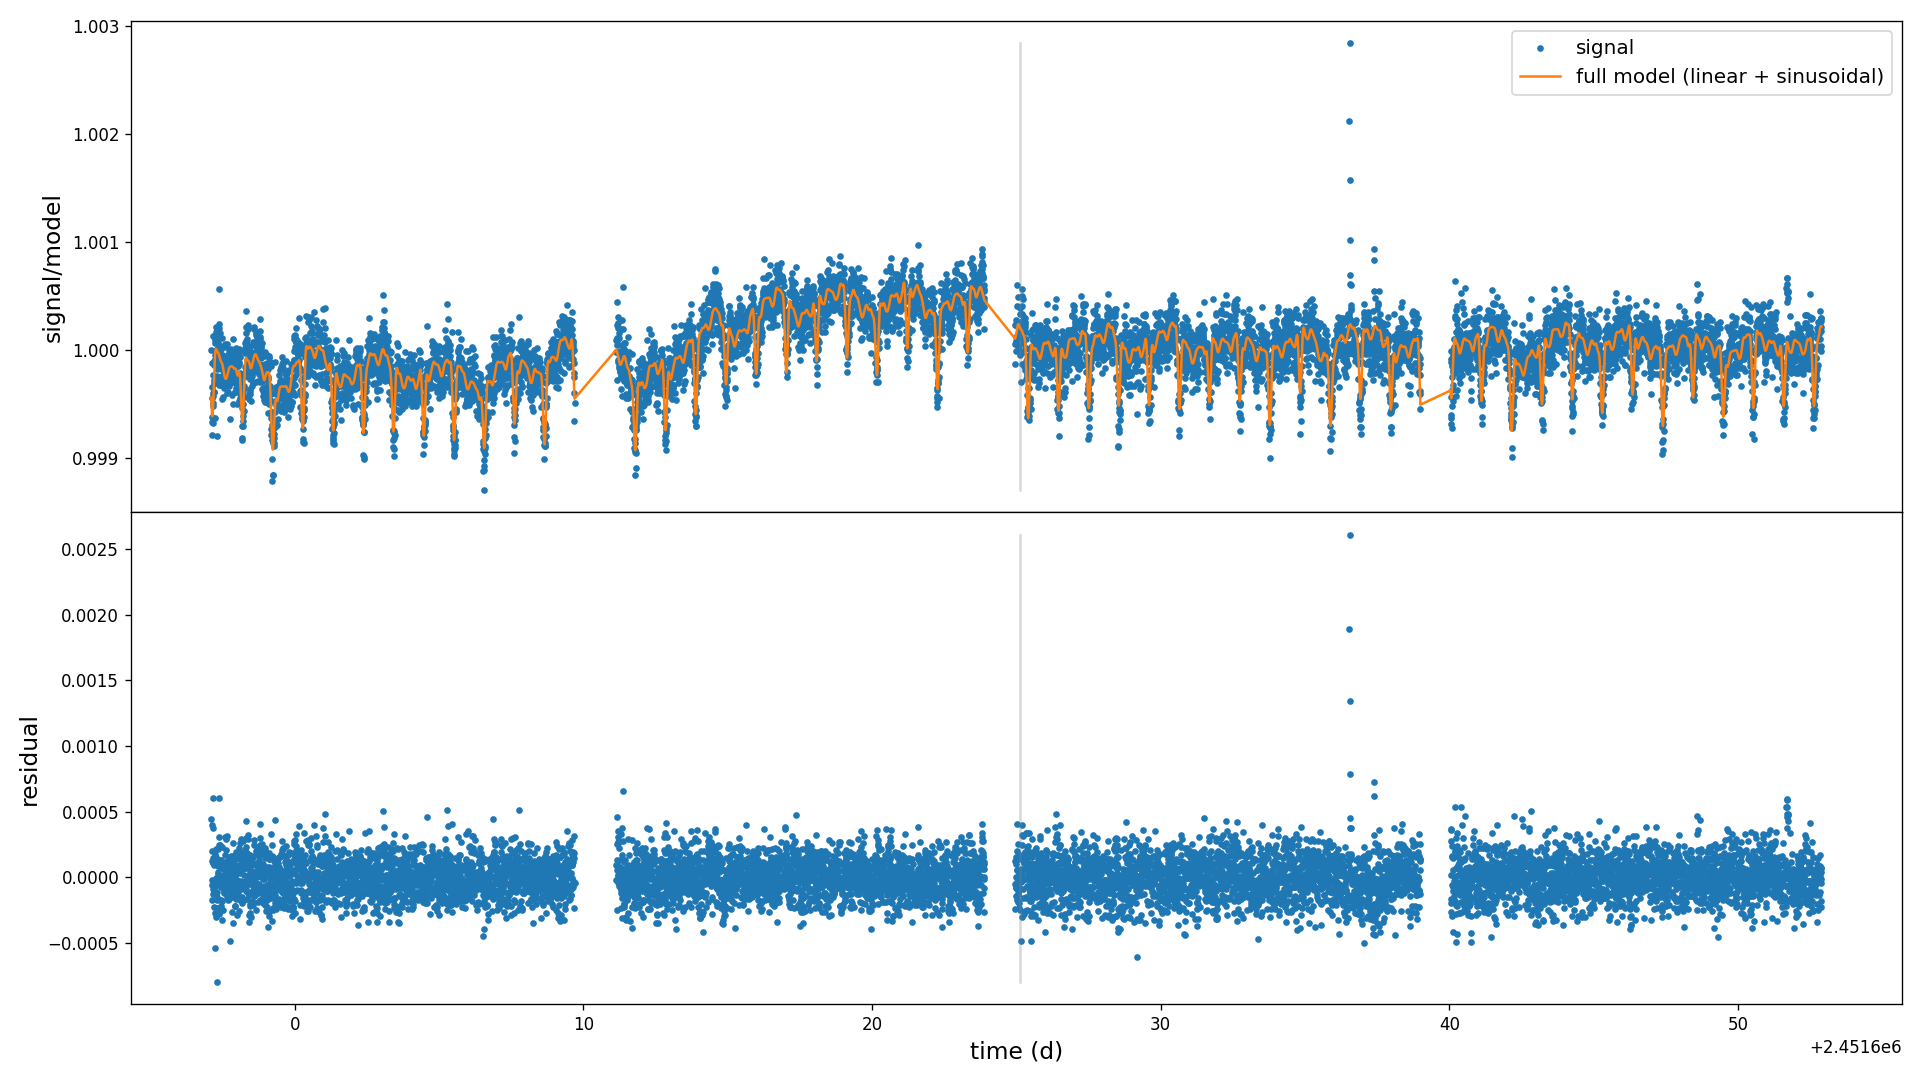 1.003
1.002
1.001
1.000
0.999
signal/model
signal
full model (linear + sinusoidal)
0.0025
0.0020
0.0015
0.0010
0.0005
0.0000
−0.0005
residual
0 10 20 30 40 50
time (d)
+2.4516e6